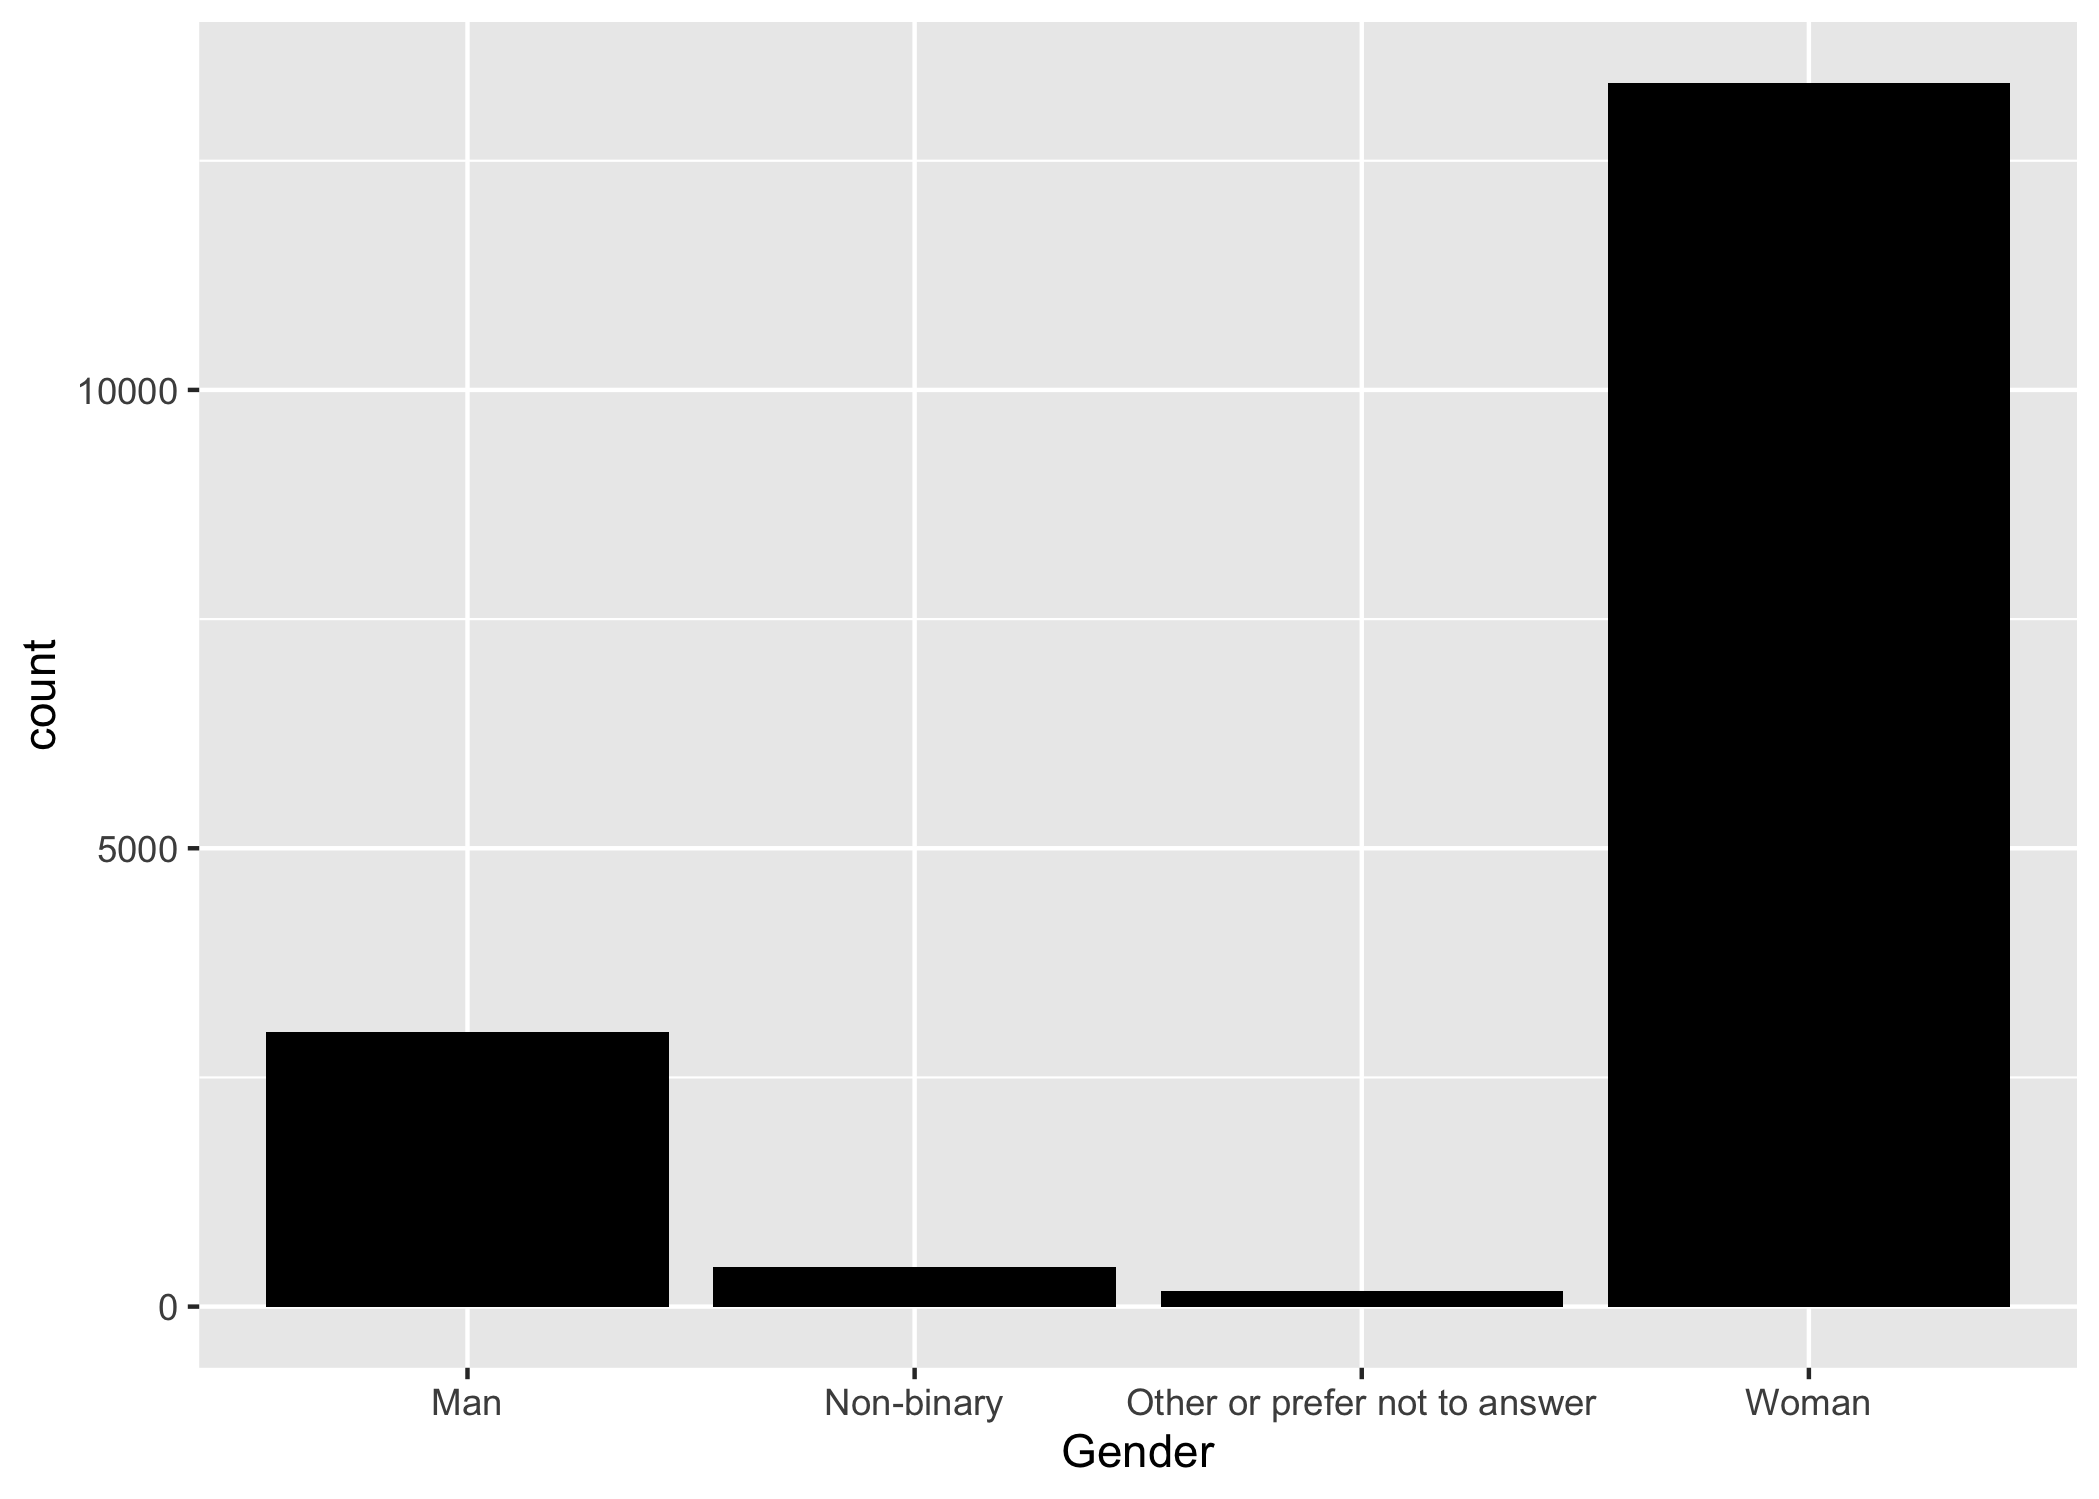 count
10000
5000
0
Man
Non-binary
Other or prefer not to answer
Woman
Gender